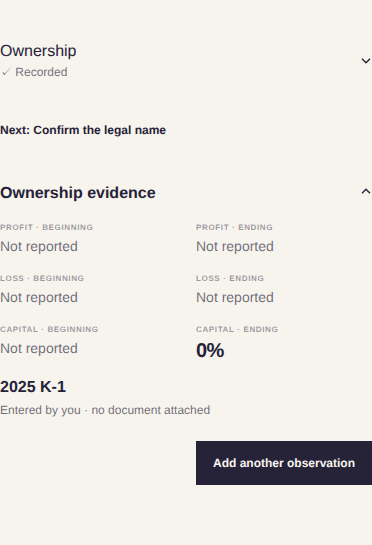 Ownership
✓ Recorded
Next: Confirm the legal name
Ownership evidence
PROFIT · BEGINNING
PROFIT · ENDING
Not reported
Not reported
LOSS · BEGINNING
LOSS · ENDING
Not reported
Not reported
CAPITAL · BEGINNING
CAPITAL · ENDING
Not reported
0%
2025 K-1
Entered by you · no document attached
Add another observation